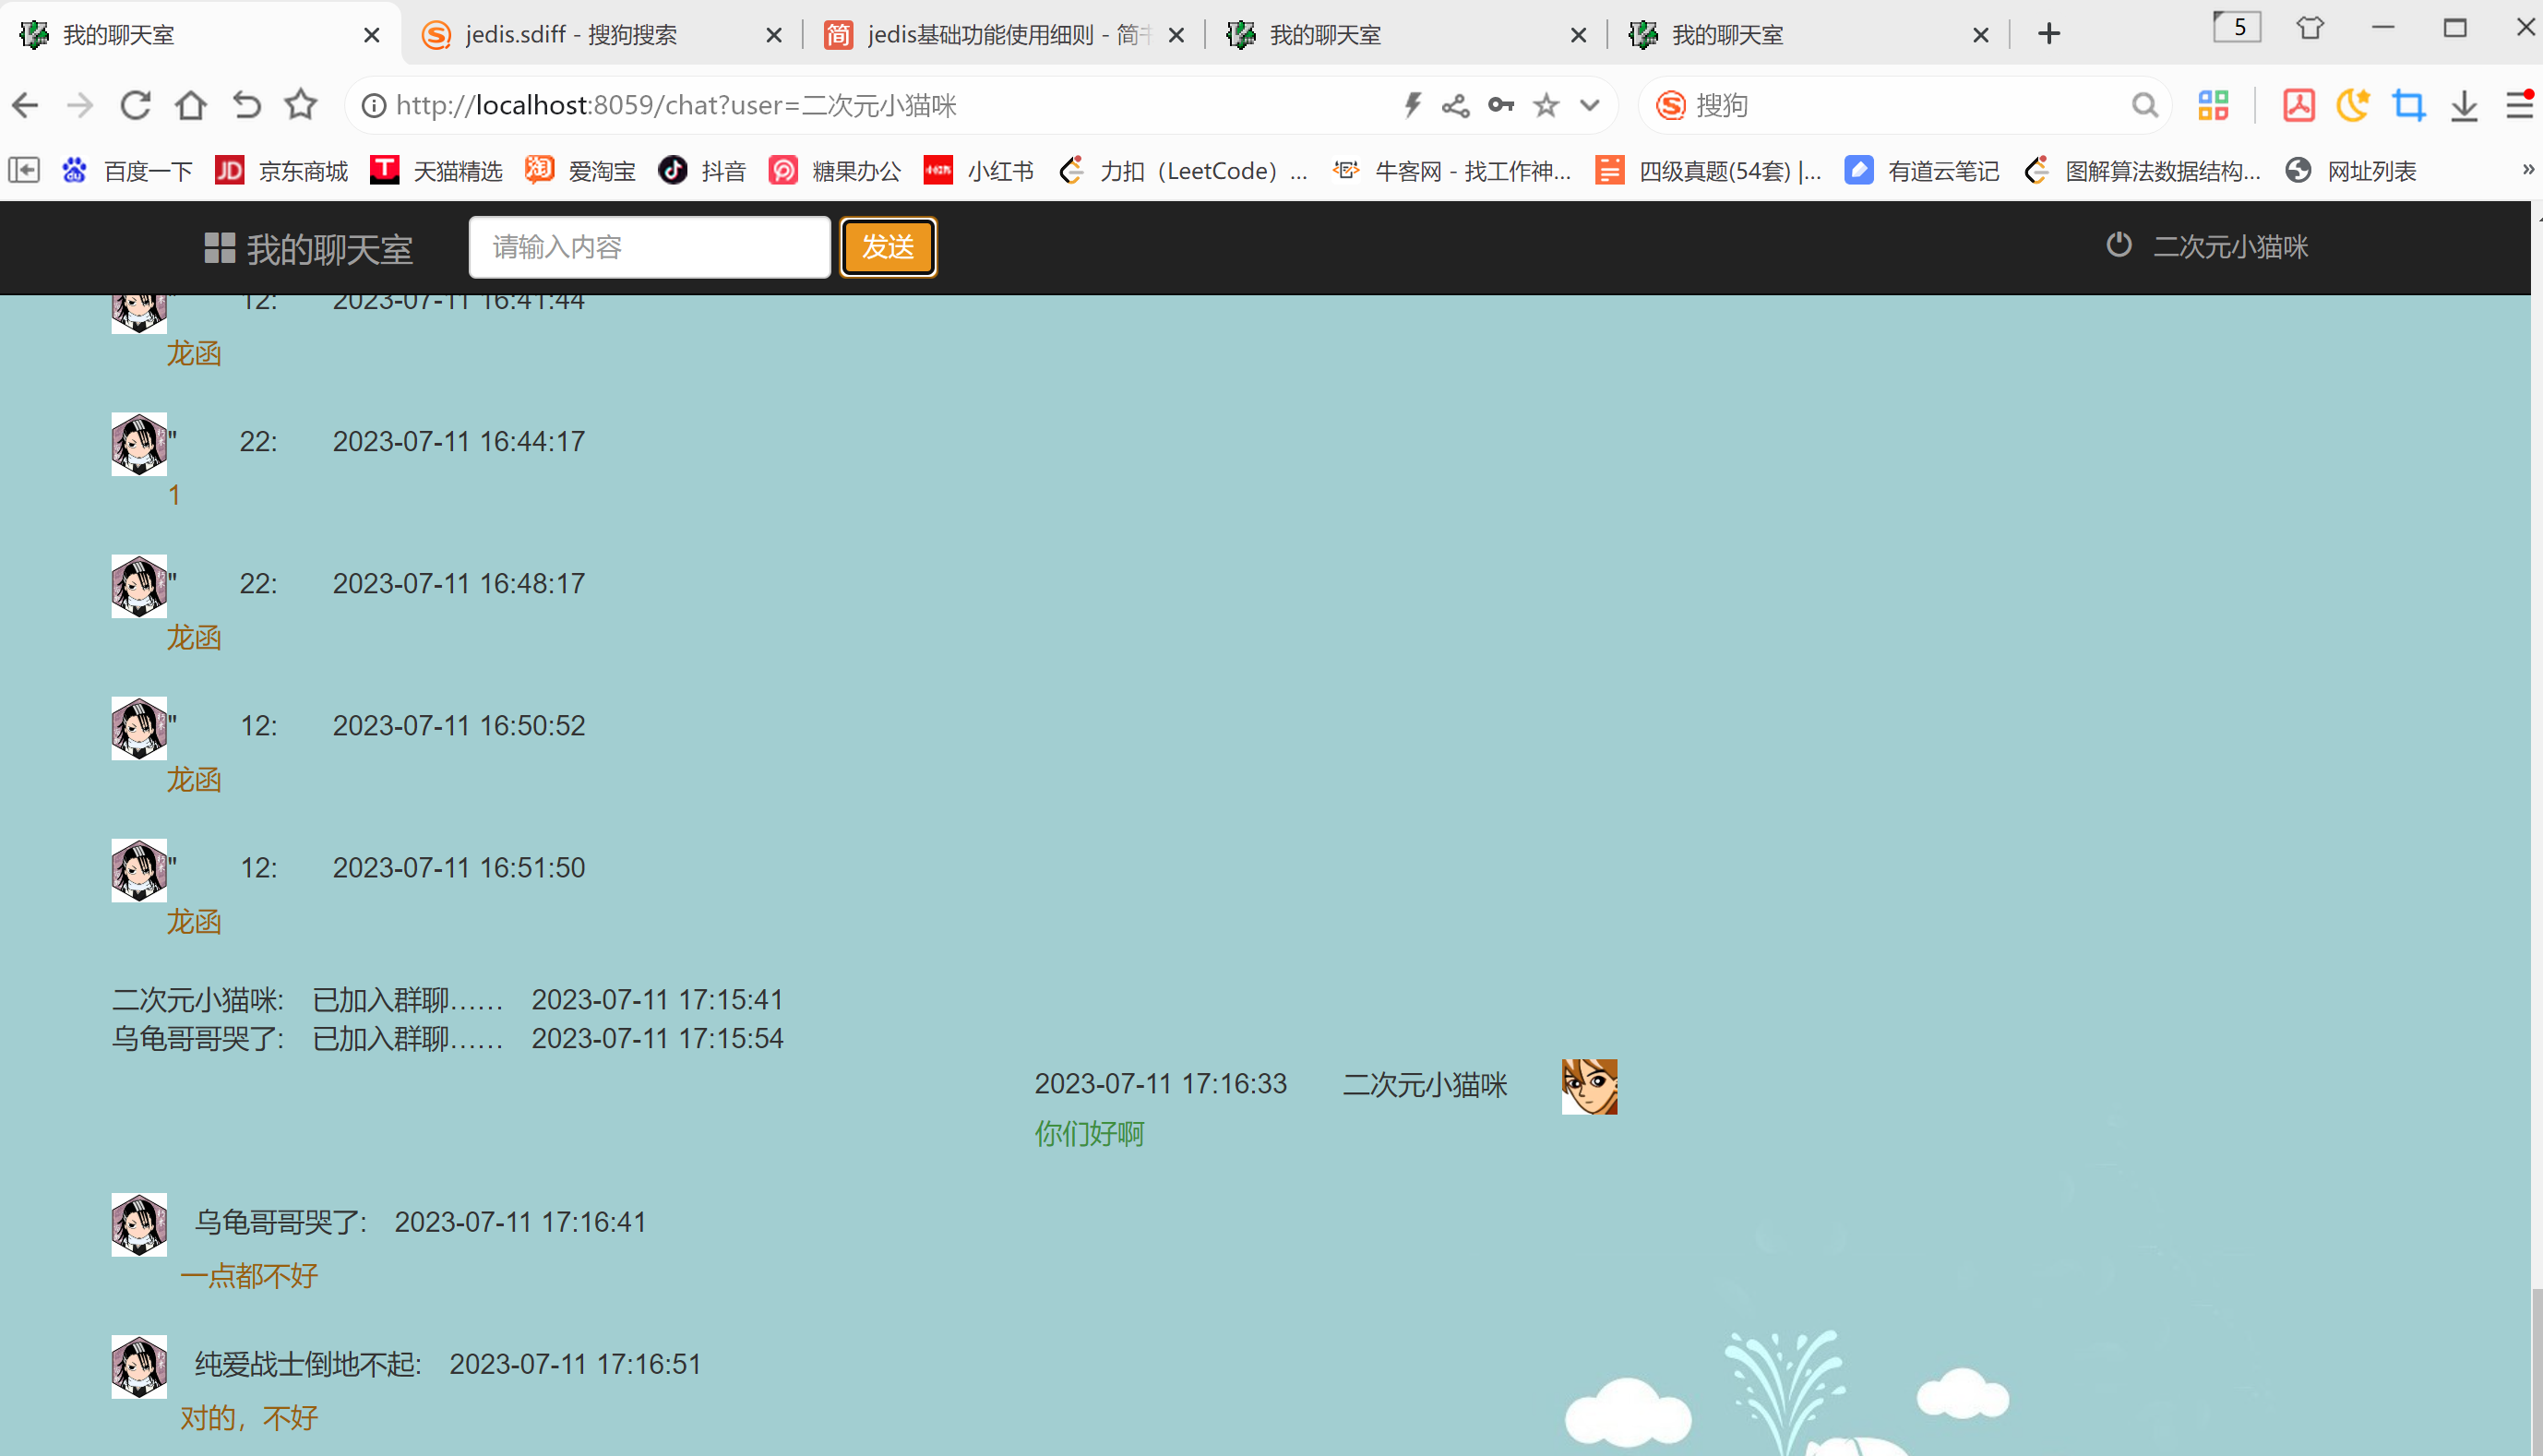 我的聊天室
jedis.sdiff - 搜狗搜索
jedis基础功能使用细则 - 简
我的聊天室
我的聊天室
5
http://localhost:8059/chat?user=二次元小猫咪
搜狗
百度一下
JD 京东商城
T 天猫精选
淘 爱淘宝
抖音
糖果办公
小红书 小红书
力扣（LeetCode）...
牛客网 - 找工作神...
四级真题(54套) |...
有道云笔记
图解算法数据结构...
网址列表
»
我的聊天室 请输入内容 发送 二次元小猫咪
" 12: 2023-07-11 16:41:44
龙函
" 22: 2023-07-11 16:44:17
1
" 22: 2023-07-11 16:48:17
龙函
" 12: 2023-07-11 16:50:52
龙函
" 12: 2023-07-11 16:51:50
龙函
二次元小猫咪: 已加入群聊…… 2023-07-11 17:15:41
乌龟哥哥哭了: 已加入群聊…… 2023-07-11 17:15:54
2023-07-11 17:16:33 二次元小猫咪
你们好啊
乌龟哥哥哭了: 2023-07-11 17:16:41
一点都不好
纯爱战士倒地不起: 2023-07-11 17:16:51
对的，不好